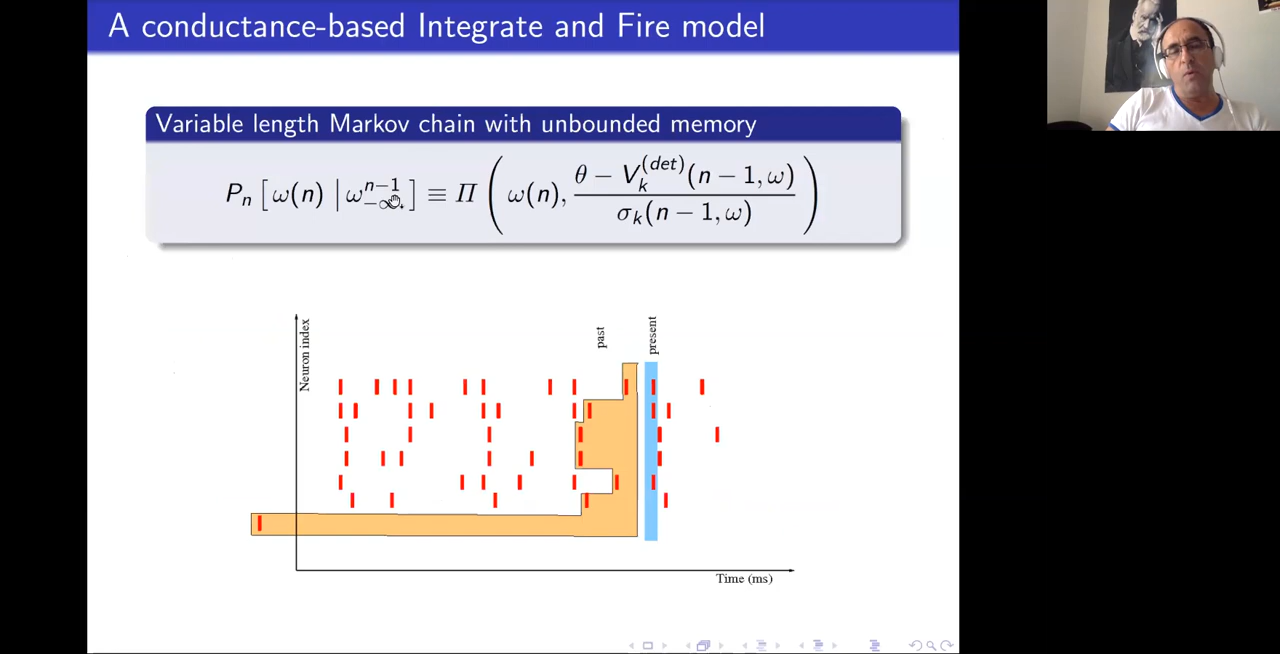 A conductance-based Integrate and Fire model
Variable length Markov chain with unbounded memory
P_n [ω(n) | ω_{-∞}^{n-1}] ≡ Π ( ω(n), (θ − V_k^{(det)}(n − 1, ω)) / (σ_k(n − 1, ω)) )
Neuron index
past
present
Time (ms)